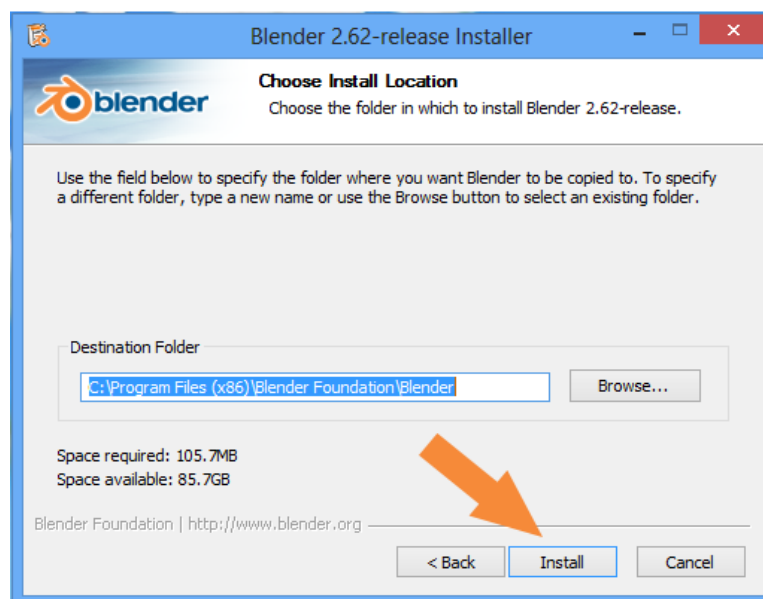 Blender 2.62-release Installer
blender
Choose Install Location
Choose the folder in which to install Blender 2.62-release.
Use the field below to specify the folder where you want Blender to be copied to. To specify
a different folder, type a new name or use the Browse button to select an existing folder.
Destination Folder
C:\Program Files (x86)\Blender Foundation\Blender
Browse...
Space required: 105.7MB
Space available: 85.7GB
Blender Foundation | http://www.blender.org
< Back
Install
Cancel